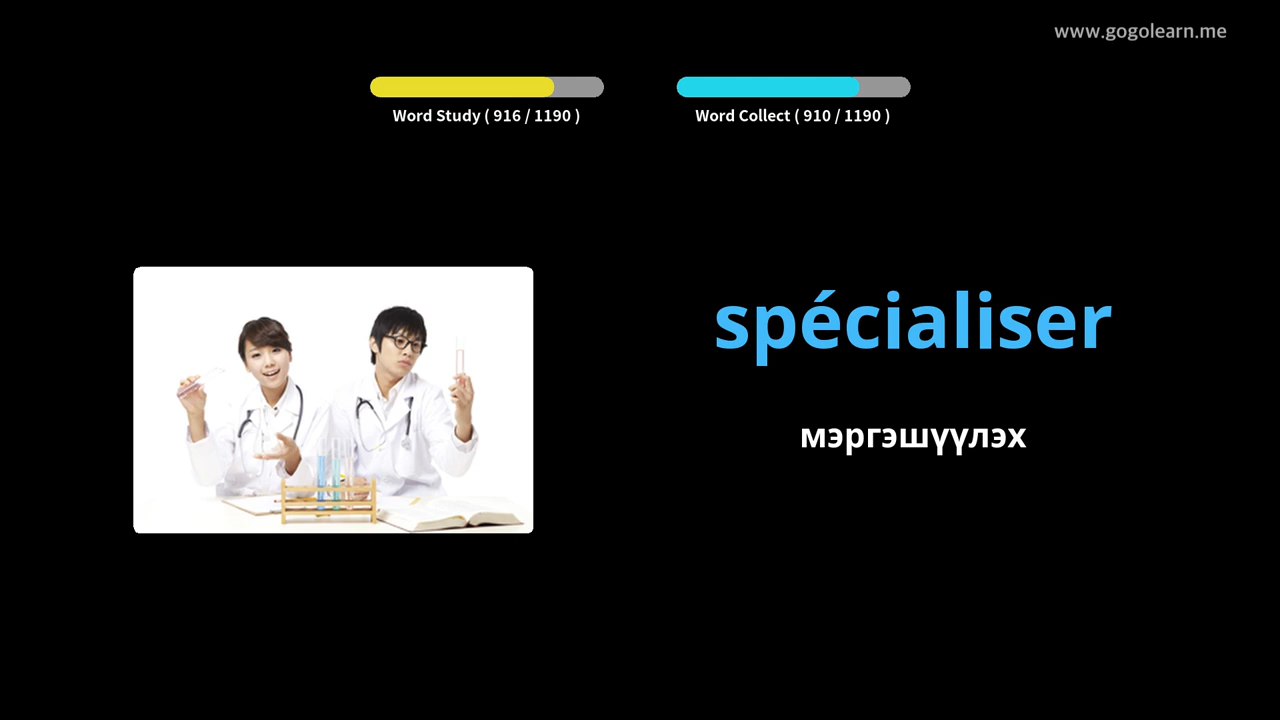 www.gogolearn.me
Word Study ( 916 / 1190 )
Word Collect ( 910 / 1190 )
spécialiser
мэргэшүүлэх